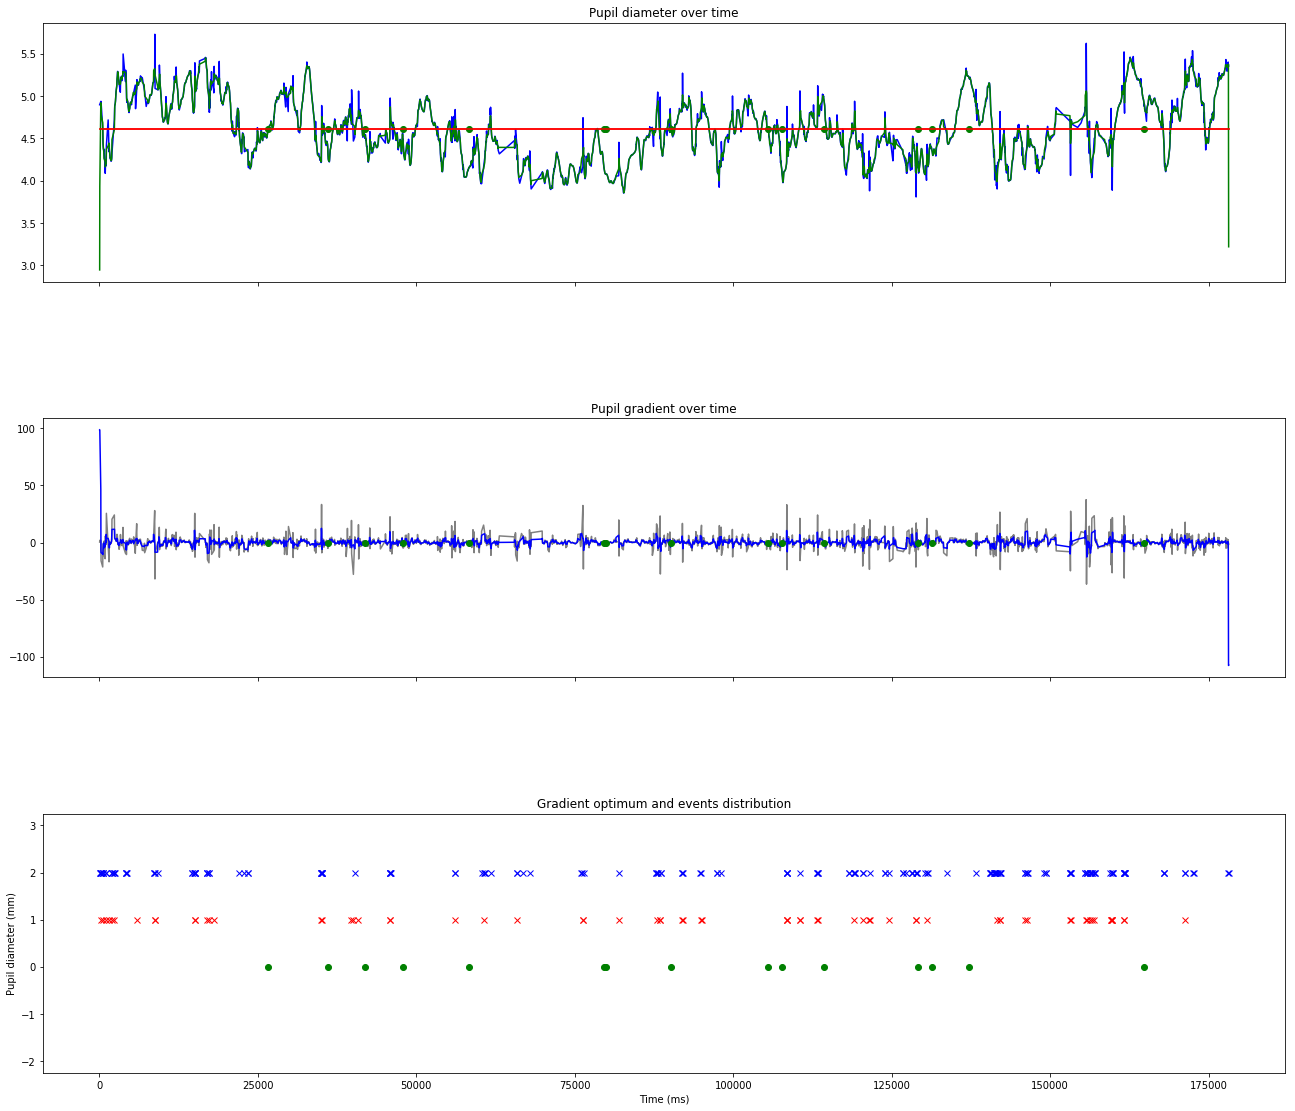 Pupil diameter over time
5.5
5.0
4.5
4.0
3.5
3.0
Pupil gradient over time
100
50
0
−50
−100
Gradient optimum and events distribution
3
2
1
0
−1
−2
Pupil diameter (mm)
0 25000 50000 75000 100000 125000 150000 175000
Time (ms)